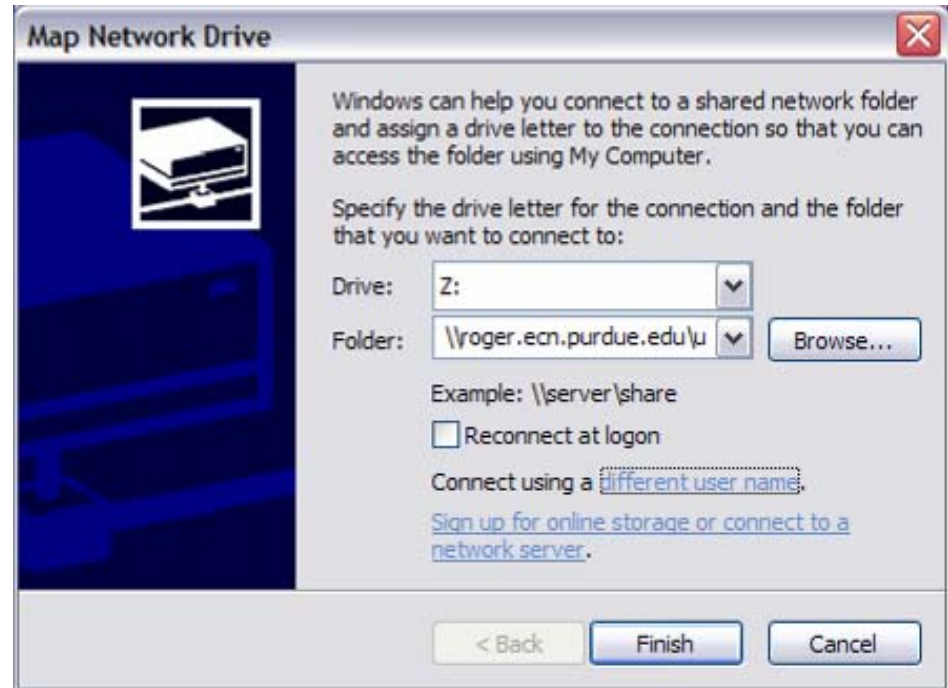 Map Network Drive
Windows can help you connect to a shared network folder
and assign a drive letter to the connection so that you can
access the folder using My Computer.
Specify the drive letter for the connection and the folder
that you want to connect to:
Drive: Z:
Folder: \\roger.ecn.purdue.edu\u Browse...
Example: \\server\share
Reconnect at logon
Connect using a different user name.
Sign up for online storage or connect to a
network server.
< Back Finish Cancel